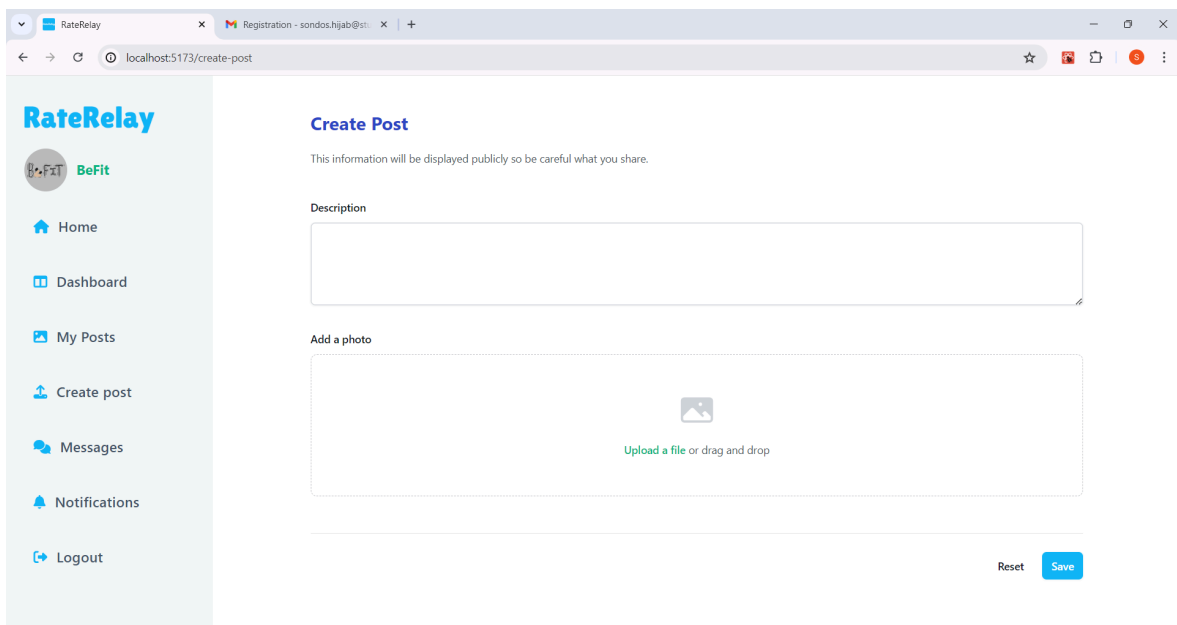 RateRelay
Registration - sondos.hijab@stu
localhost:5173/create-post
S
RateRelay
BeFiT
BeFit
Home
Dashboard
My Posts
Create post
Messages
Notifications
Logout
Create Post
This information will be displayed publicly so be careful what you share.
Description
Add a photo
Upload a file or drag and drop
Reset
Save